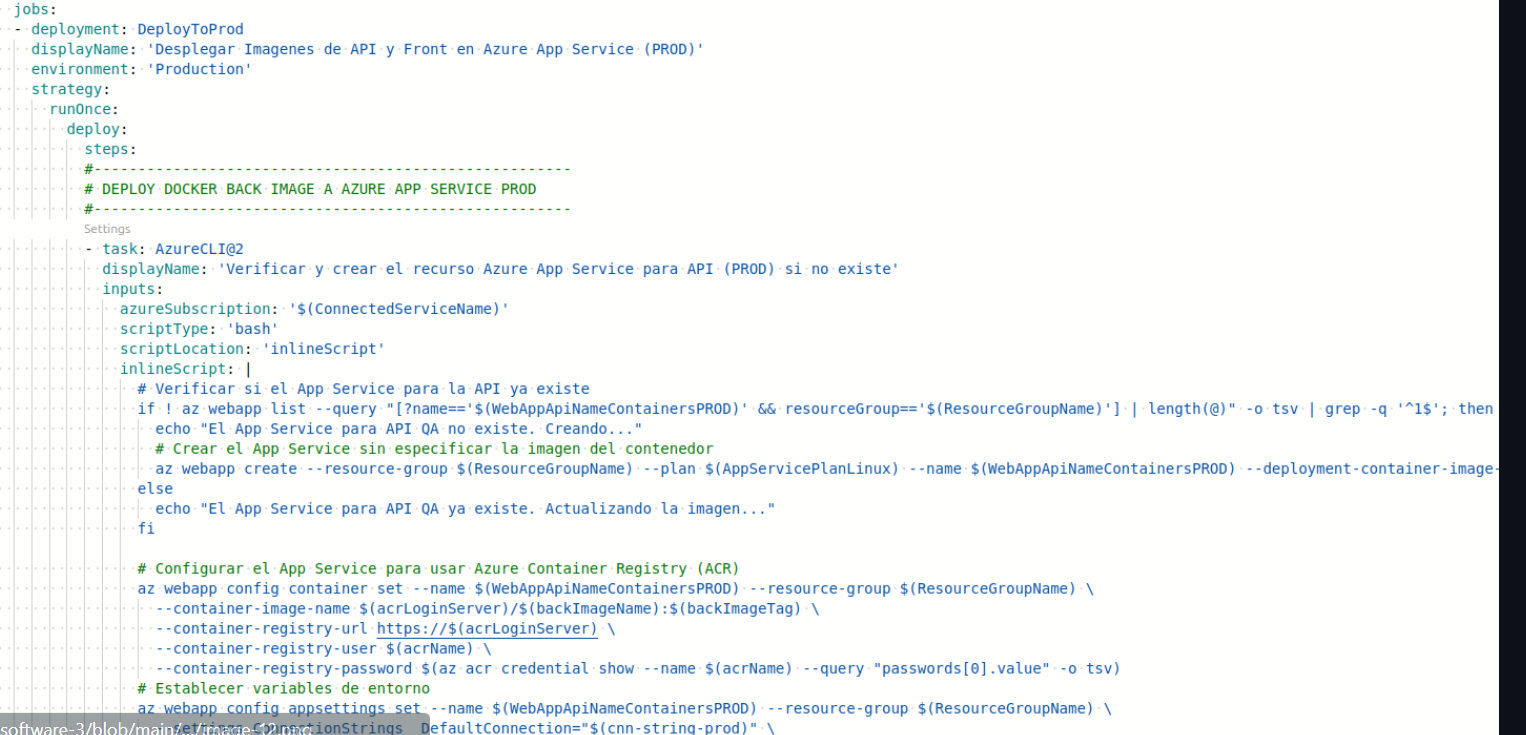 jobs:
- deployment: DeployToProd
  displayName: 'Desplegar Imagenes de API y Front en Azure App Service (PROD)'
  environment: 'Production'
  strategy:
    runOnce:
      deploy:
        steps:
        #------------------------------------------------------
        # DEPLOY DOCKER BACK IMAGE A AZURE APP SERVICE PROD
        #------------------------------------------------------
        Settings
        - task: AzureCLI@2
          displayName: 'Verificar y crear el recurso Azure App Service para API (PROD) si no existe'
          inputs:
            azureSubscription: '$(ConnectedServiceName)'
            scriptType: 'bash'
            scriptLocation: 'inlineScript'
            inlineScript: |
              # Verificar si el App Service para la API ya existe
              if ! az webapp list --query "[?name=='$(WebAppApiNameContainersPROD)' && resourceGroup=='$(ResourceGroupName)'] | length(@)" -o tsv | grep -q '^1$'; then
                echo "El App Service para API QA no existe. Creando..."
                # Crear el App Service sin especificar la imagen del contenedor
                az webapp create --resource-group $(ResourceGroupName) --plan $(AppServicePlanLinux) --name $(WebAppApiNameContainersPROD) --deployment-container-image-
              else
                echo "El App Service para API QA ya existe. Actualizando la imagen..."
              fi

              # Configurar el App Service para usar Azure Container Registry (ACR)
              az webapp config container set --name $(WebAppApiNameContainersPROD) --resource-group $(ResourceGroupName) \
                --container-image-name $(acrLoginServer)/$(backImageName):$(backImageTag) \
                --container-registry-url https://$(acrLoginServer) \
                --container-registry-user $(acrName) \
                --container-registry-password $(az acr credential show --name $(acrName) --query "passwords[0].value" -o tsv)
              # Establecer variables de entorno
              az webapp config appsettings set --name $(WebAppApiNameContainersPROD) --resource-group $(ResourceGroupName) \
                DefaultConnection="$(cnn-string-prod)" \
software-3/blob/main/../image-12.png